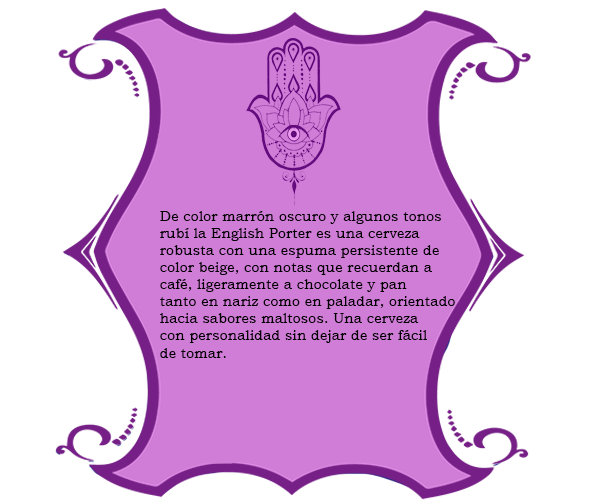 De color marrón oscuro y algunos tonos
rubí la English Porter es una cerveza
robusta con una espuma persistente de
color beige, con notas que recuerdan a
café, ligeramente a chocolate y pan
tanto en nariz como en paladar, orientado
hacia sabores maltosos. Una cerveza
con personalidad sin dejar de ser fácil
de tomar.